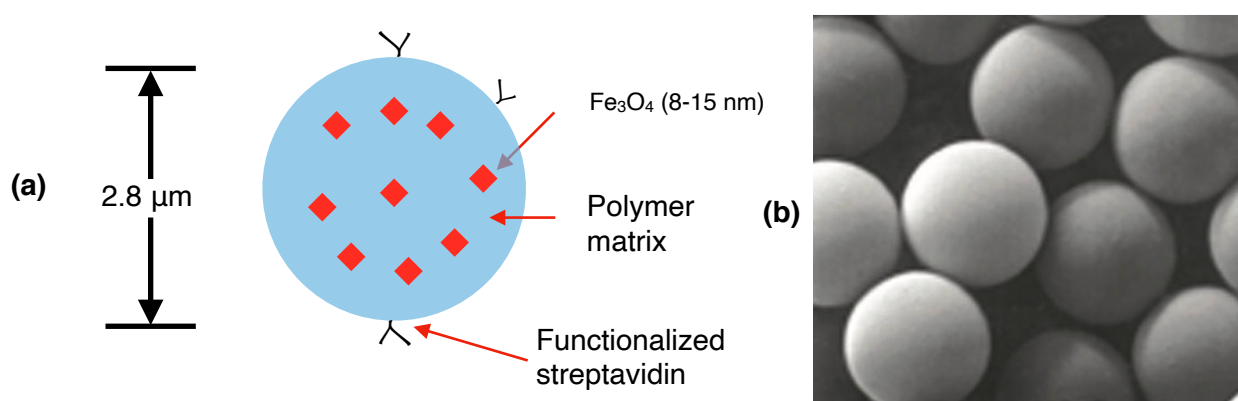 (a)
2.8 µm
Fe₃O₄ (8-15 nm)
Polymer
matrix
Functionalized
streptavidin
(b)